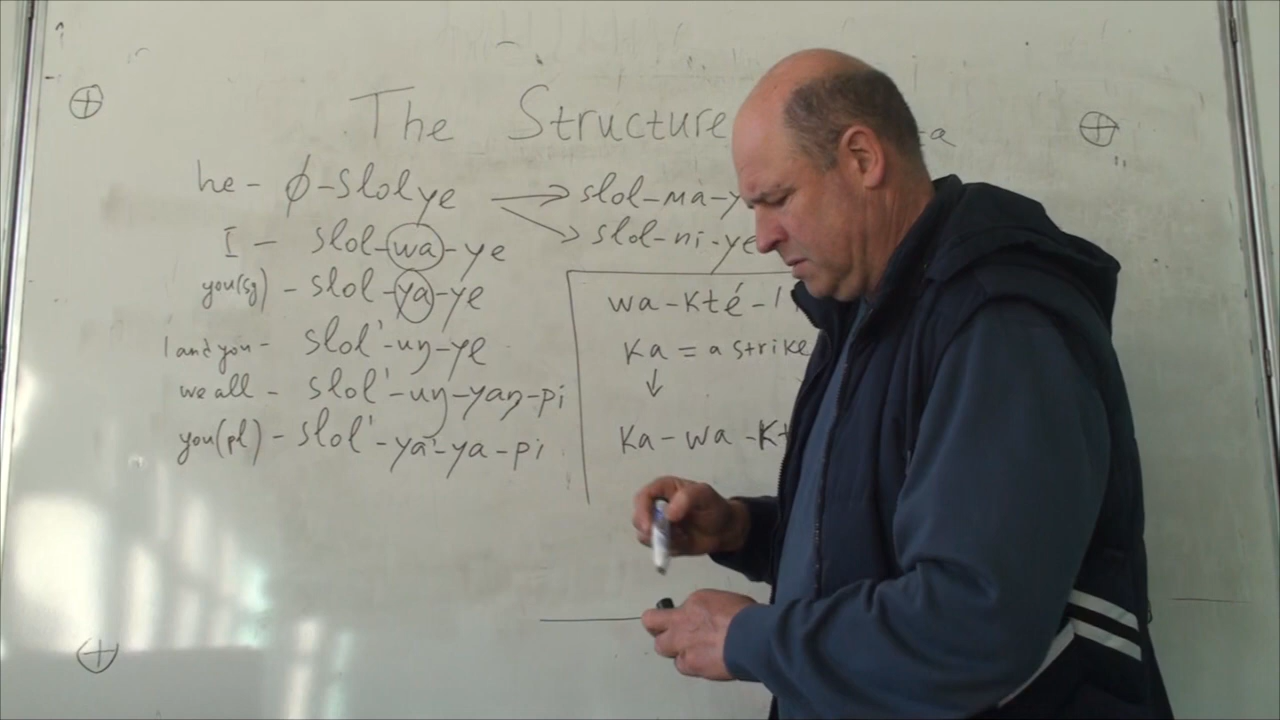 The Structure
he - ϕ-slolye → slol-ma-y
→ slol-ni-ye
I - slol-wa-ye
you(sg) - slol-ya-ye
I and you - slol'-uŋ-ye
we all - slol'-uŋ-yaŋ-pi
you(pl) - slol'-yá-ya-pi
wa-kté-
ka = a strike
↓
ka-wa-kt